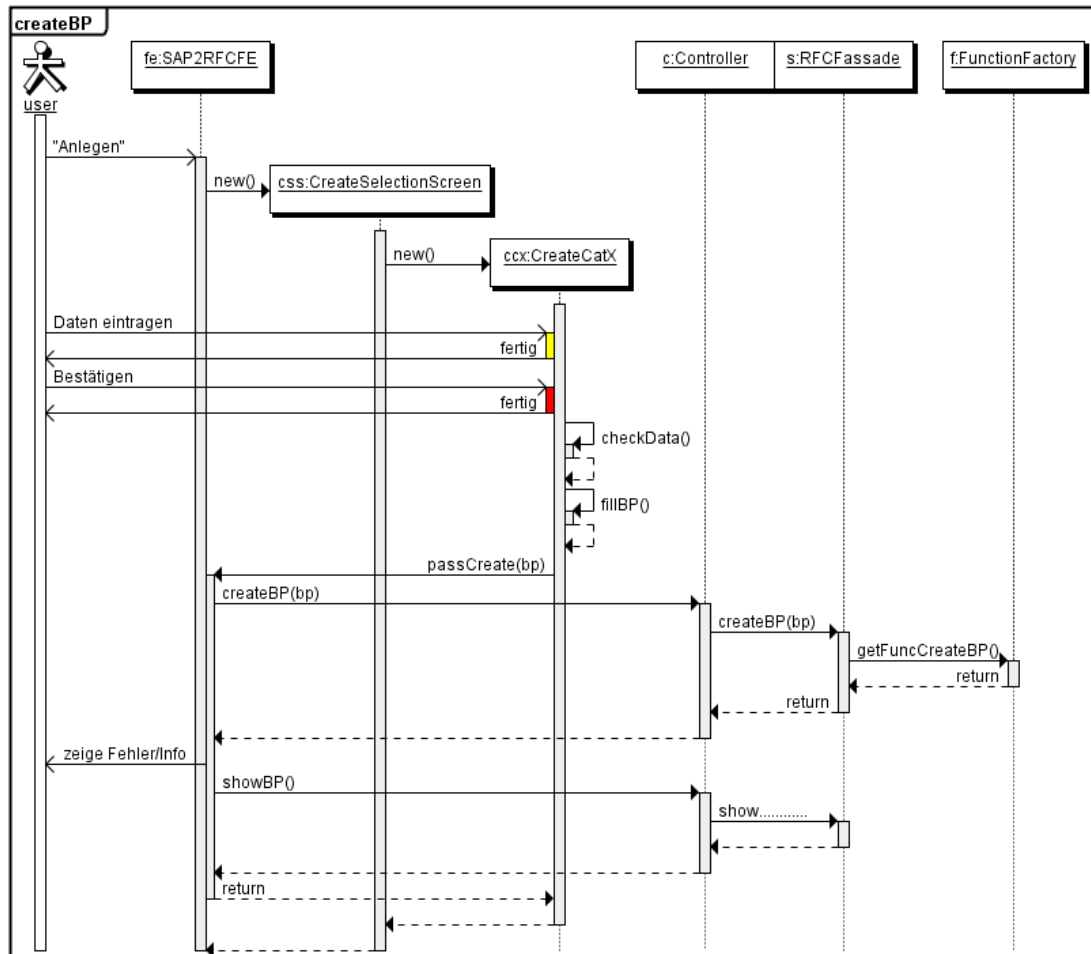 createBP
fe:SAP2RFCFE
c:Controller
s:RFCFassade
f:FunctionFactory
user
"Anlegen"
new()
css:CreateSelectionScreen
new()
ccx:CreateCatX
Daten eintragen
fertig
Bestätigen
fertig
checkData()
fillBP()
passCreate(bp)
createBP(bp)
createBP(bp)
getFuncCreateBP()
return
return
zeige Fehler/Info
showBP()
show............
return